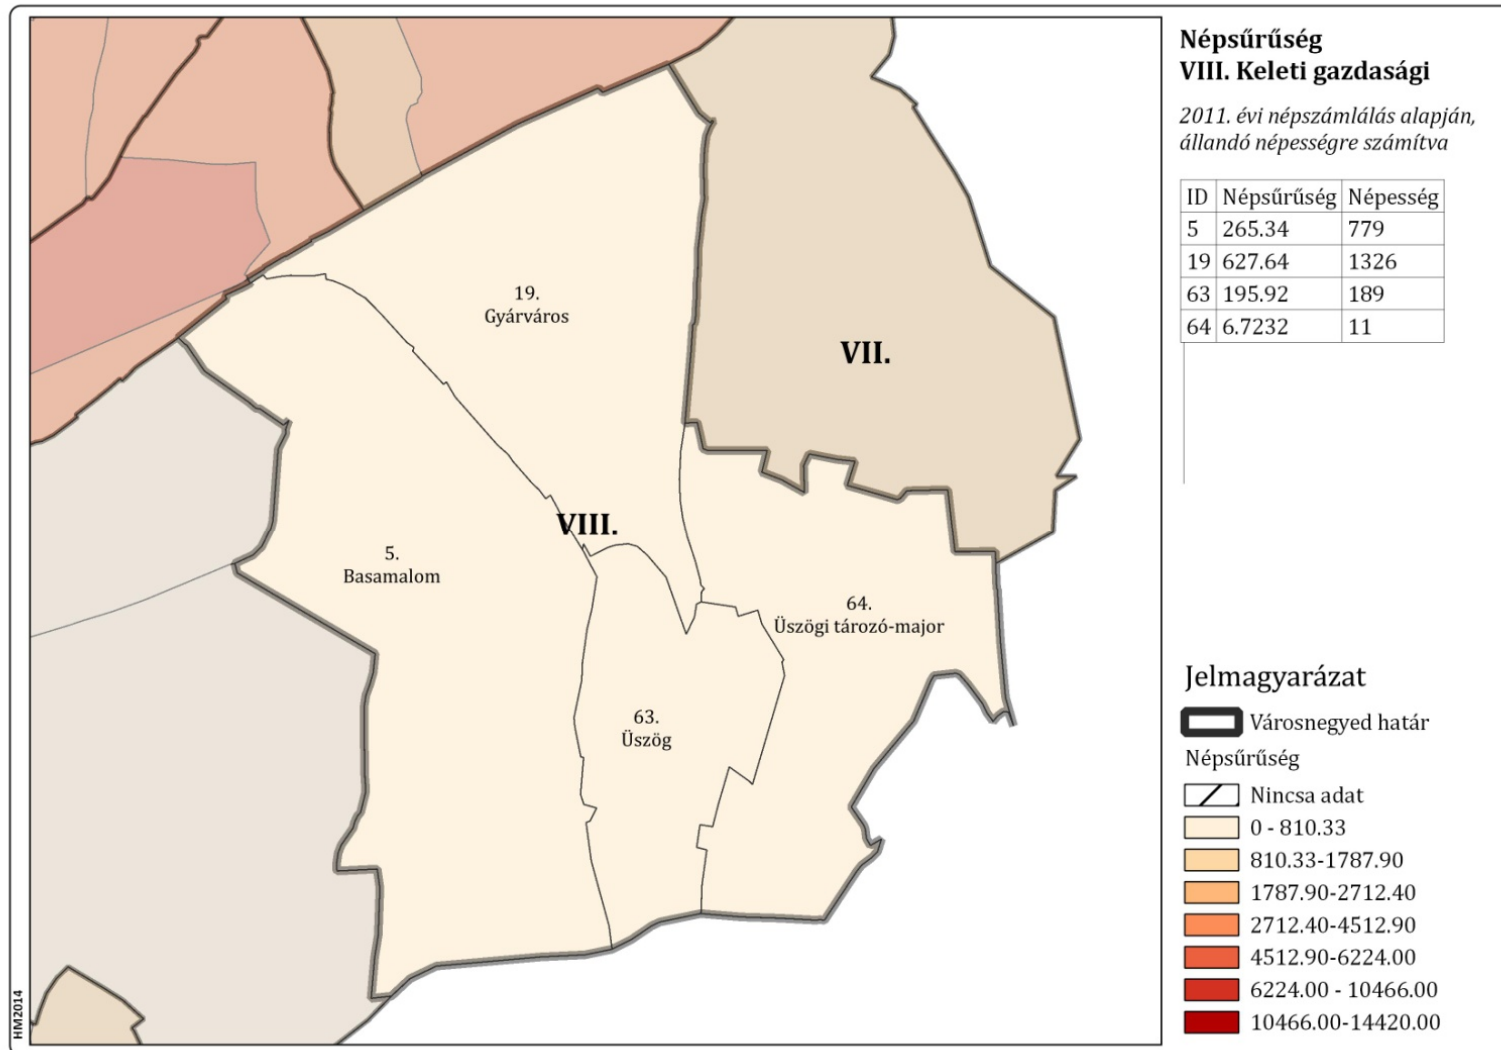 Népsűrűség
VIII. Keleti gazdasági
2011. évi népszámlálás alapján,
állandó népességre számítva
ID Népsűrűség Népesség
5 265.34 779
19 627.64 1326
63 195.92 189
64 6.7232 11
19.
Gyárváros
VII.
VIII.
5.
Basamalom
64.
Üszögi tározó-major
63.
Üszög
Jelmagyarázat
Városnegyed határ
Népsűrűség
Nincsa adat
0 - 810.33
810.33-1787.90
1787.90-2712.40
2712.40-4512.90
4512.90-6224.00
6224.00 - 10466.00
10466.00-14420.00
HM2014